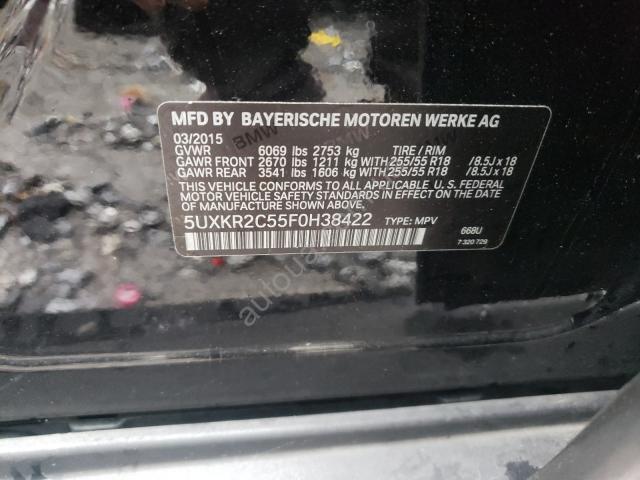 MFD BY BAYERISCHE MOTOREN WERKE AG
03/2015
GVWR 6069 lbs 2753 kg TIRE / RIM
GAWR FRONT 2670 lbs 1211 kg WITH 255/55 R18 /8.5J x 18
GAWR REAR 3541 lbs 1606 kg WITH 255/55 R18 /8.5J x 18
THIS VEHICLE CONFORMS TO ALL APPLICABLE U. S. FEDERAL
MOTOR VEHICLE SAFETY STANDARDS IN EFFECT ON THE
DATE OF MANUFACTURE SHOWN ABOVE.
5UXKR2C55F0H38422 TYPE: MPV
668U
7 320 729